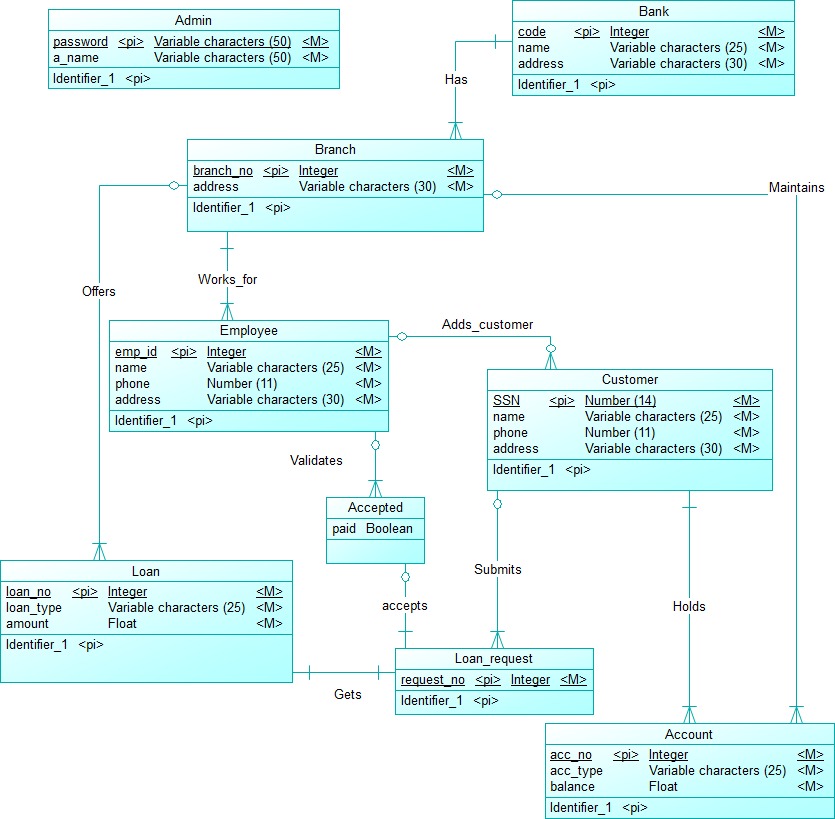 Admin
password <pi> Variable characters (50) <M>
a_name Variable characters (50) <M>
Identifier_1 <pi>
Bank
code <pi> Integer <M>
name Variable characters (25) <M>
address Variable characters (30) <M>
Identifier_1 <pi>
Has
Branch
branch_no <pi> Integer <M>
address Variable characters (30) <M>
Identifier_1 <pi>
Maintains
Works_for
Offers
Employee
emp_id <pi> Integer <M>
name Variable characters (25) <M>
phone Number (11) <M>
address Variable characters (30) <M>
Identifier_1 <pi>
Adds_customer
Customer
SSN <pi> Number (14) <M>
name Variable characters (25) <M>
phone Number (11) <M>
address Variable characters (30) <M>
Identifier_1 <pi>
Validates
Accepted
paid Boolean
Loan
loan_no <pi> Integer <M>
loan_type Variable characters (25) <M>
amount Float <M>
Identifier_1 <pi>
Submits
accepts
Holds
Loan_request
request_no <pi> Integer <M>
Identifier_1 <pi>
Gets
Account
acc_no <pi> Integer <M>
acc_type Variable characters (25) <M>
balance Float <M>
Identifier_1 <pi>